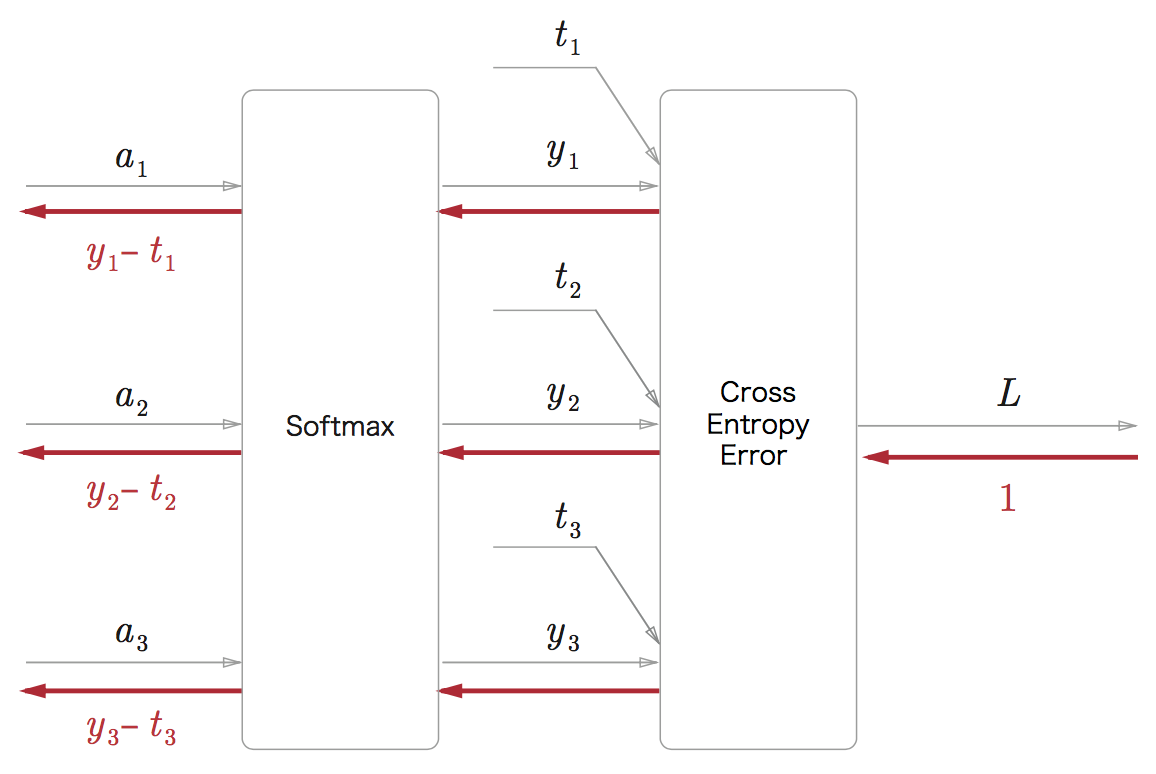 t₁
a₁
y₁
y₁– t₁
t₂
a₂
y₂
Softmax
Cross
Entropy
Error
L
y₂– t₂
1
t₃
a₃
y₃
y₃– t₃